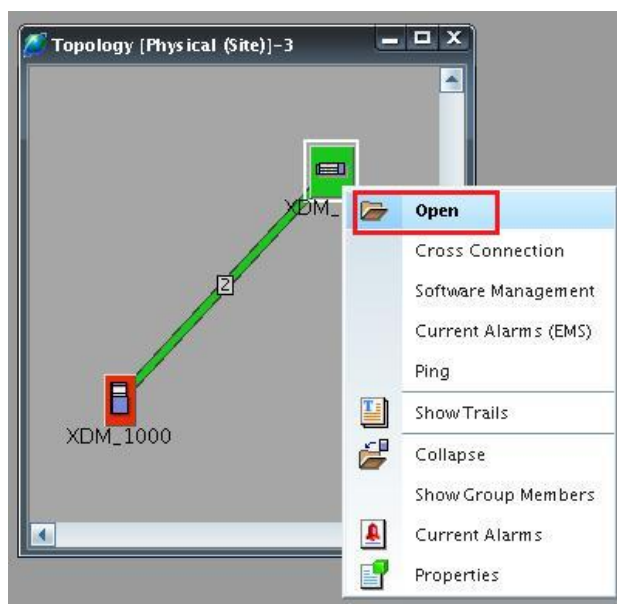 Topology [Physical (Site)]-3
XDM_
2
XDM_1000
Open
Cross Connection
Software Management
Current Alarms (EMS)
Ping
Show Trails
Collapse
Show Group Members
Current Alarms
Properties